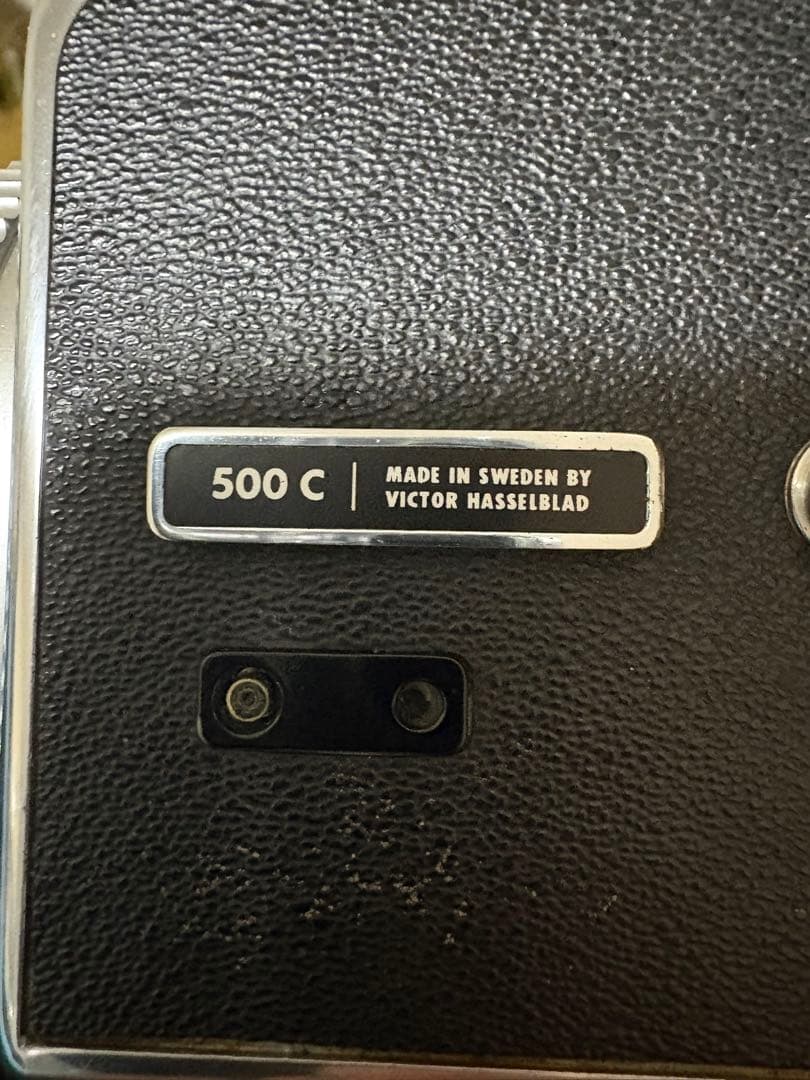 500 C
MADE IN SWEDEN BY
VICTOR HASSELBLAD